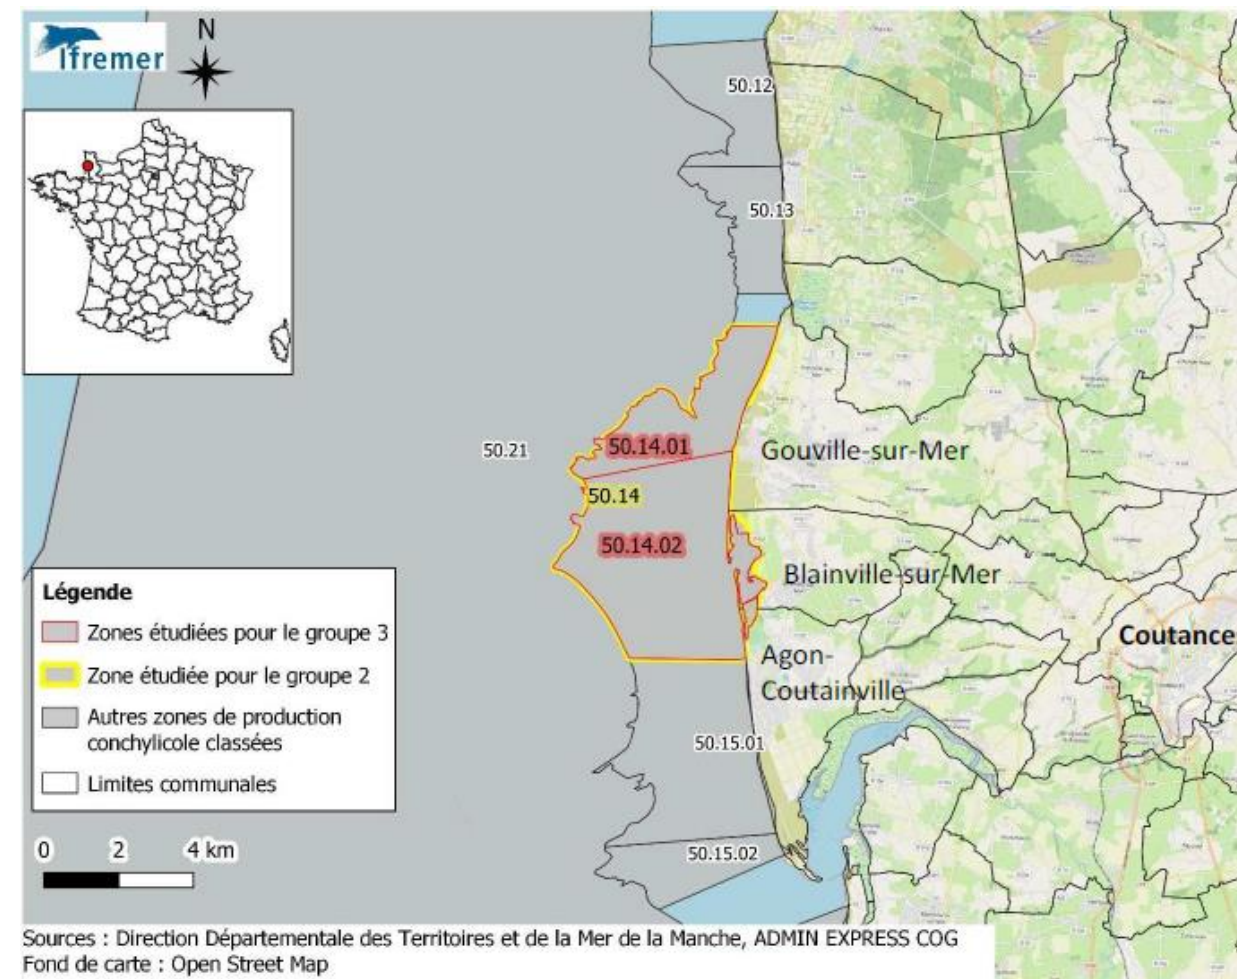 Ifremer
N
50.12
50.13
50.14.01
50.21
Gouville-sur-Mer
50.14
50.14.02
Blainville-sur-Mer
Légende
Zones étudiées pour le groupe 3
Zone étudiée pour le groupe 2
Autres zones de production
conchylicole classées
Limites communales
Coutance
Agon-
Coutainville
50.15.01
0 2 4 km
50.15.02
Sources : Direction Départementale des Territoires et de la Mer de la Manche, ADMIN EXPRESS COG
Fond de carte : Open Street Map